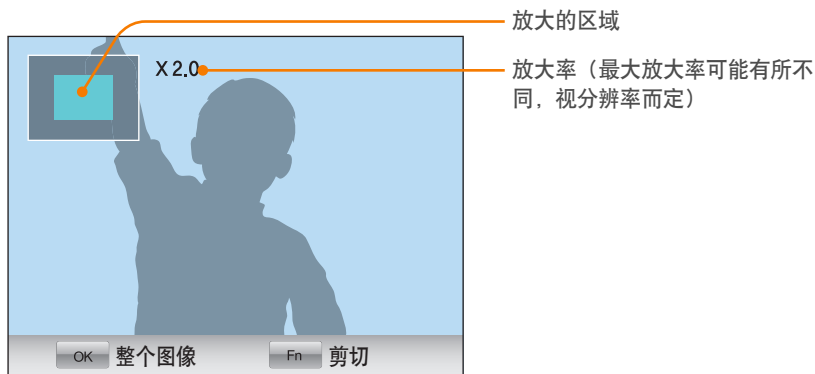 放大的区域
X 2.0
放大率（最大放大率可能有所不
同，视分辨率而定）
OK 整个图像 Fn 剪切